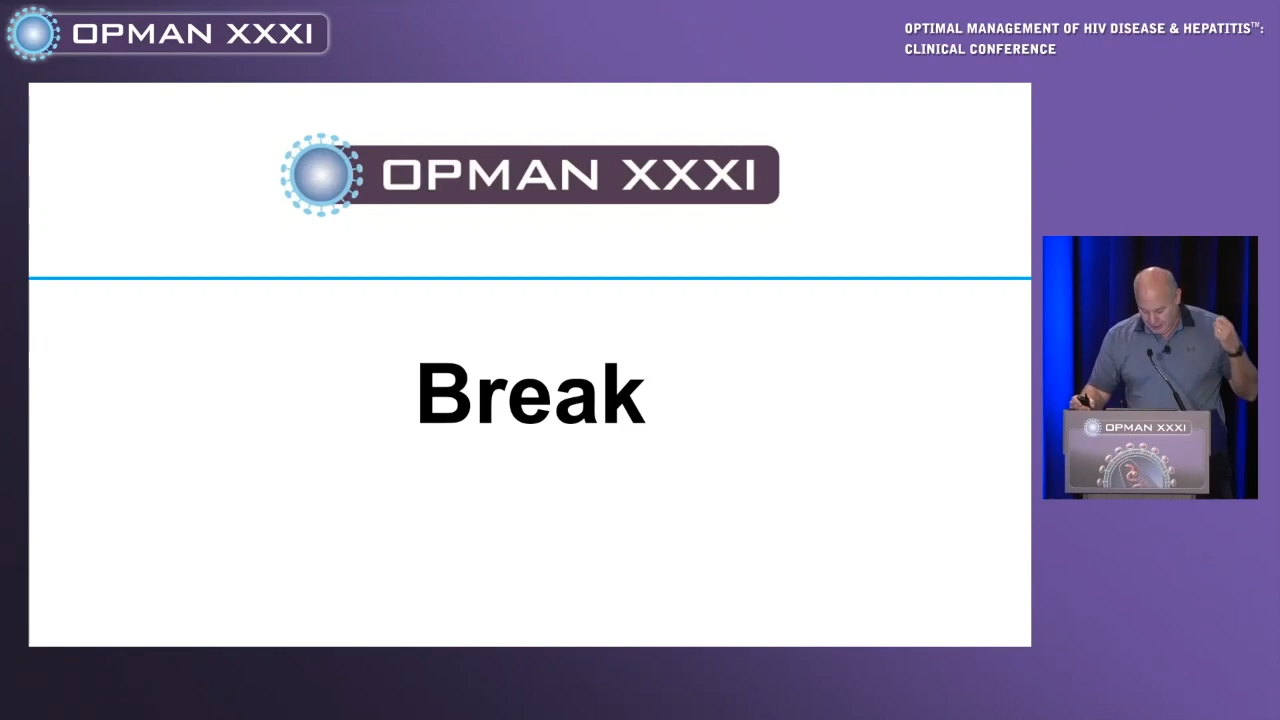 OPMAN XXXI
OPTIMAL MANAGEMENT OF HIV DISEASE & HEPATITIS™:
CLINICAL CONFERENCE
OPMAN XXXI
Break
OPMAN XXXI